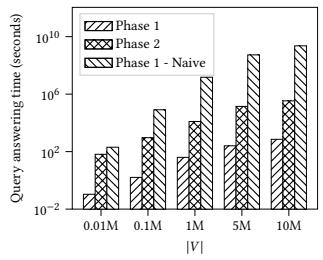 Query answering time (seconds)
10^10
10^6
10^2
10^−2
Phase 1
Phase 2
Phase 1 - Naive
0.01M 0.1M 1M 5M 10M
|V|